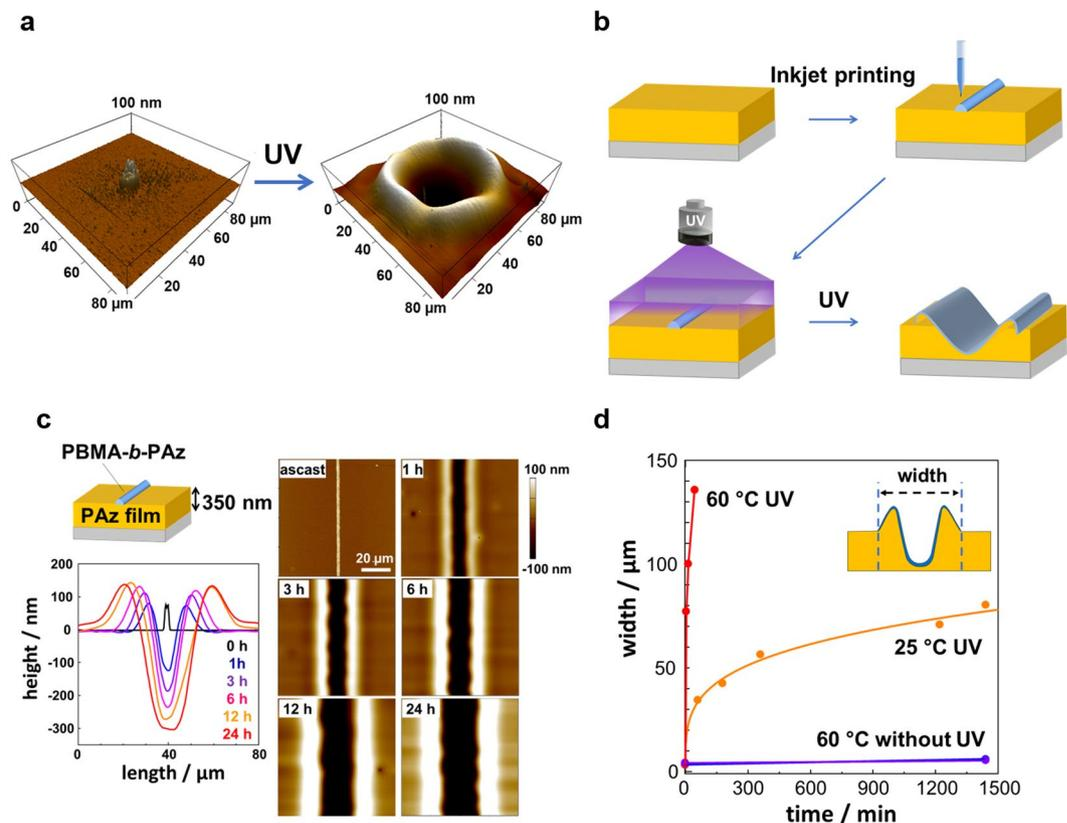 a
100 nm
0
20
40
60
80 µm
20
40
60
80 µm
UV
100 nm
0
20
40
60
80 µm
20
40
60
80 µm
b
Inkjet printing
UV
UV
c
PBMA-b-PAz
PAz film
350 nm
200
100
0
-100
-200
-300
height / nm
0 h
1h
3 h
6 h
12 h
24 h
0
40
80
length / µm
ascast
20 µm
1 h
100 nm
-100 nm
3 h
6 h
12 h
24 h
d
150
100
50
0
width / µm
60 °C UV
width
25 °C UV
60 °C without UV
0
300
600
900
1200
1500
time / min